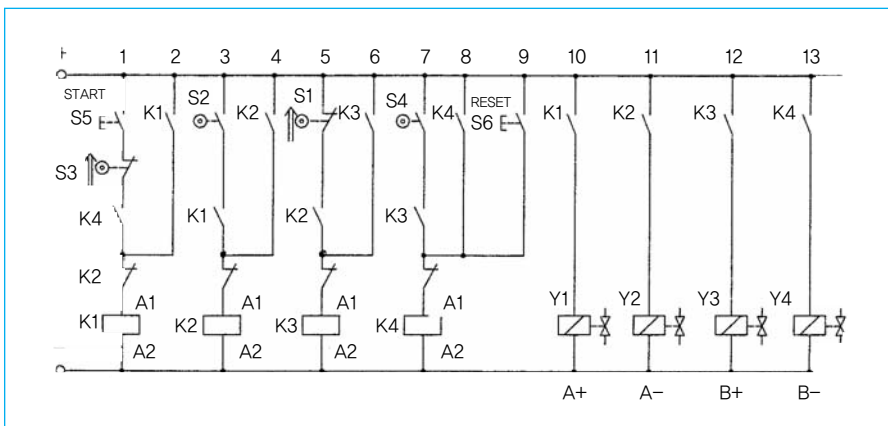 1 2 3 4 5 6 7 8 9 10 11 12 13
START
S5 K1 S2 K2 S1 K3 S4 K4 RESET S6 K1 K2 K3 K4
S3
K4 K1 K2 K3
K2
A1 A1 A1 A1 Y1 Y2 Y3 Y4
K1 K2 K3 K4
A2 A2 A2 A2
A+ A− B+ B−